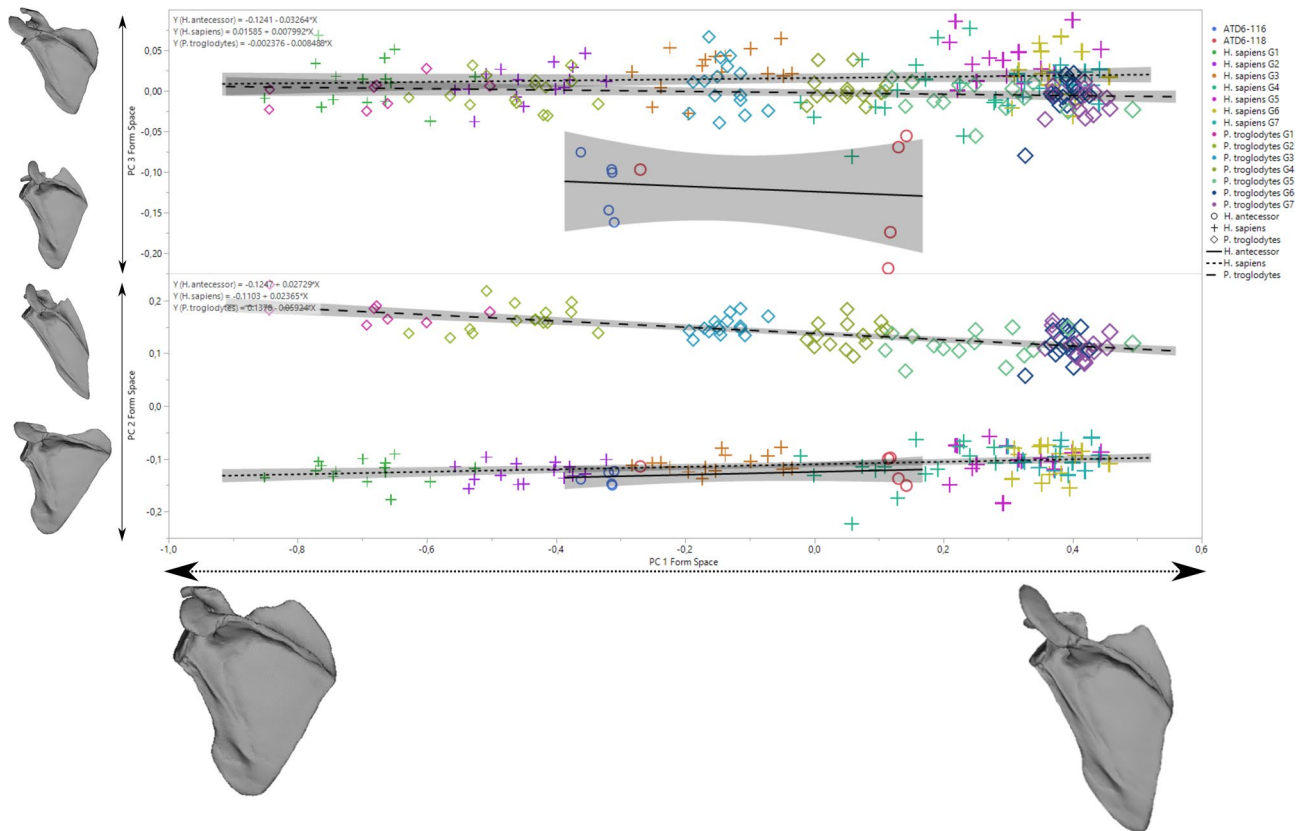 Y (H. antecessor) = -0.1241 - 0.03264*X
Y (H. sapiens) = 0.01585 + 0.007992*X
Y (P. troglodytes) = -0.002376 - 0.008488*X
0,05
0,00
-0,05
-0,10
-0,15
-0,20
PC 3 Form Space
Y (H. antecessor) = -0.1247 + 0.02729*X
Y (H. sapiens) = -0.1103 + 0.02365*X
Y (P. troglodytes) = 0.1378 - 0.05924*X
0,2
0,1
0,0
-0,1
-0,2
PC 2 Form Space
-1,0 -0,8 -0,6 -0,4 -0,2 0,0 0,2 0,4 0,6
PC 1 Form Space
ATD6-116
ATD6-118
H. sapiens G1
H. sapiens G2
H. sapiens G3
H. sapiens G4
H. sapiens G5
H. sapiens G6
H. sapiens G7
P. troglodytes G1
P. troglodytes G2
P. troglodytes G3
P. troglodytes G4
P. troglodytes G5
P. troglodytes G6
P. troglodytes G7
H. antecessor
H. sapiens
P. troglodytes
H. antecessor
H. sapiens
P. troglodytes